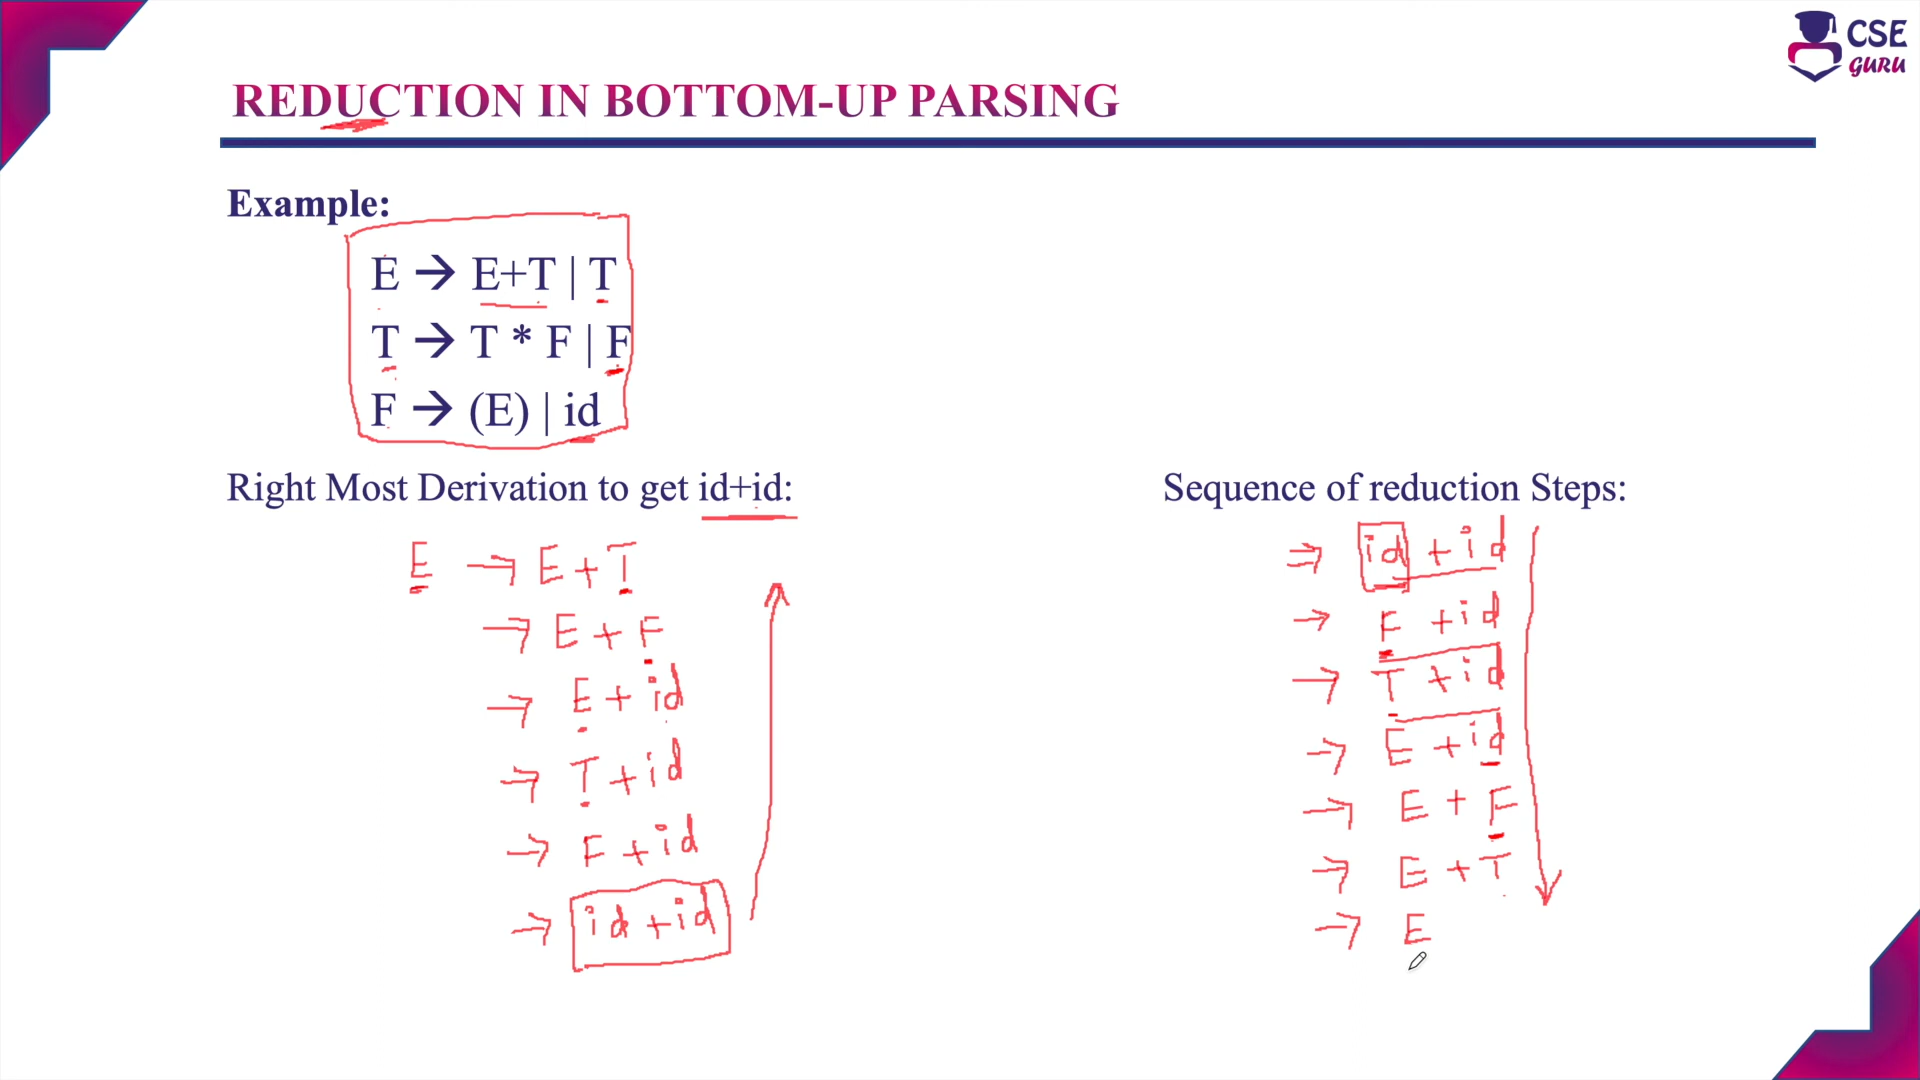 CSE
GURU
REDUCTION IN BOTTOM-UP PARSING
Example:
E → E+T | T
T → T * F | F
F → (E) | id
Right Most Derivation to get id+id:
E → E + T
→ E + F
→ E + id
→ T + id
→ F + id
→ id + id
Sequence of reduction Steps:
⇒ id + id
→ F + id
→ T + id
→ E + id
→ E + F
→ E + T
→ E